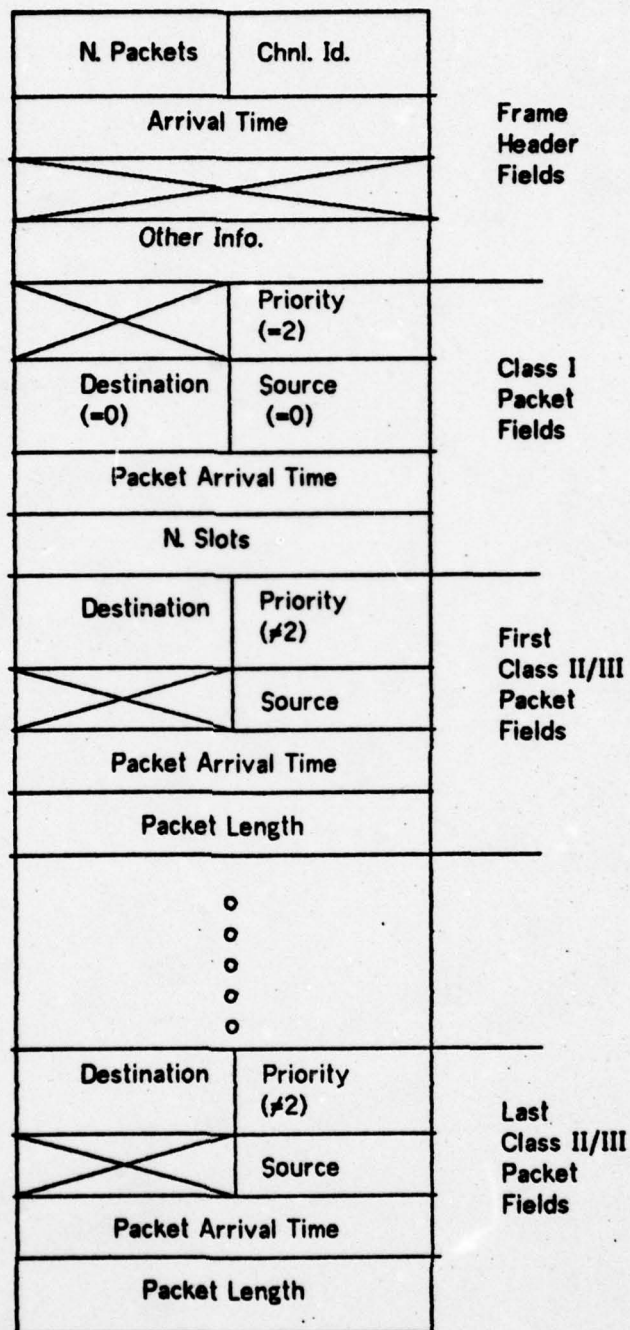 N. Packets Chnl. Id.
Arrival Time
Other Info.
Frame
Header
Fields
Priority
(=2)
Destination
(=0)
Source
(=0)
Packet Arrival Time
N. Slots
Class I
Packet
Fields
Destination
Priority
(≠2)
Source
Packet Arrival Time
Packet Length
First
Class II/III
Packet
Fields
Destination
Priority
(≠2)
Source
Packet Arrival Time
Packet Length
Last
Class II/III
Packet
Fields